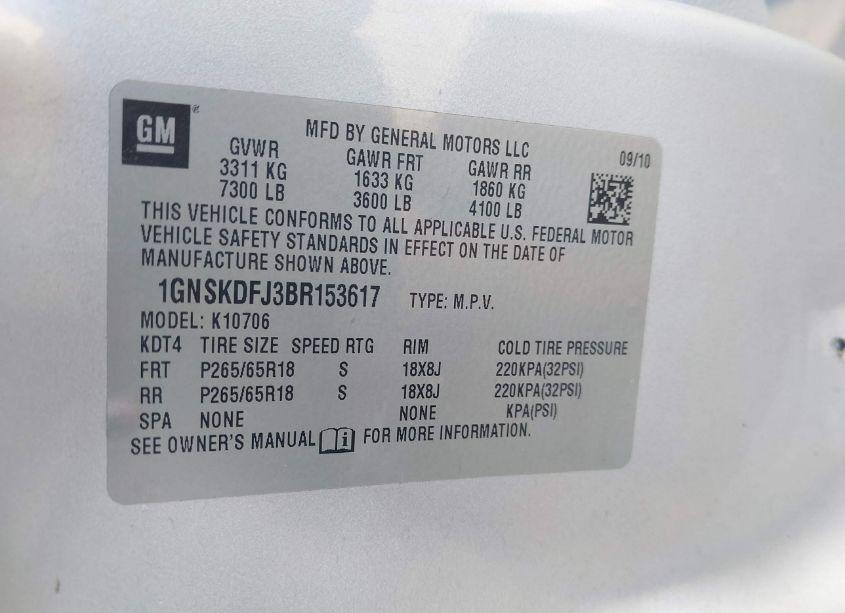 GM ®
MFD BY GENERAL MOTORS LLC
09/10
GVWR GAWR FRT GAWR RR
3311 KG 1633 KG 1860 KG
7300 LB 3600 LB 4100 LB
THIS VEHICLE CONFORMS TO ALL APPLICABLE U.S. FEDERAL MOTOR
VEHICLE SAFETY STANDARDS IN EFFECT ON THE DATE OF
MANUFACTURE SHOWN ABOVE.
1GNSKDFJ3BR153617 TYPE: M.P.V.
MODEL: K10706
KDT4 TIRE SIZE SPEED RTG RIM COLD TIRE PRESSURE
FRT P265/65R18 S 18X8J 220KPA(32PSI)
RR P265/65R18 S 18X8J 220KPA(32PSI)
SPA NONE NONE KPA(PSI)
SEE OWNER'S MANUAL i FOR MORE INFORMATION.